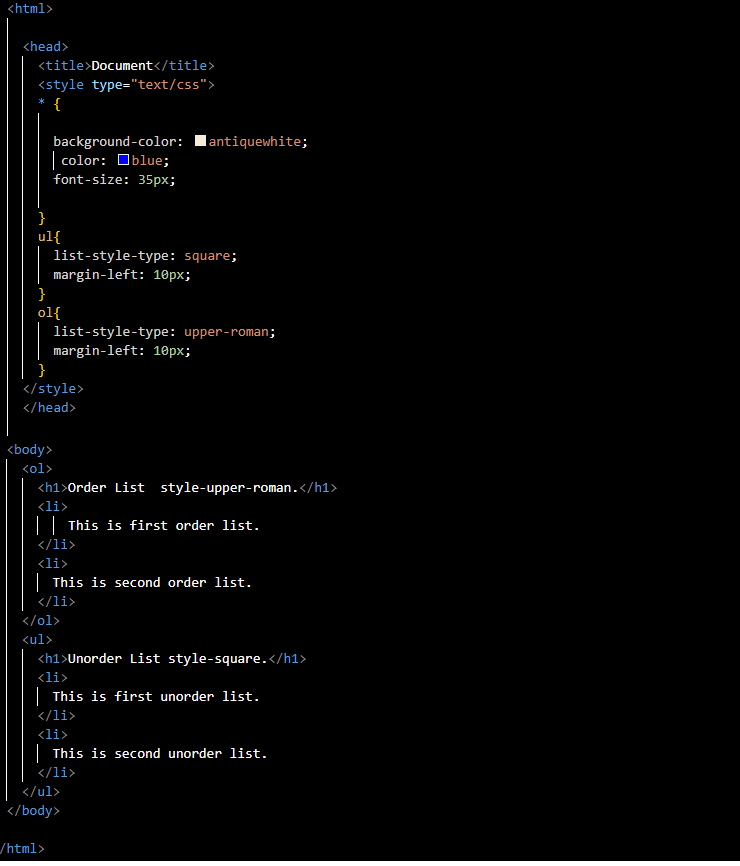 <html>
<head>
<title>Document</title>
<style type="text/css">
* {
background-color: antiquewhite;
color: blue;
font-size: 35px;
}
ul{
list-style-type: square;
margin-left: 10px;
}
ol{
list-style-type: upper-roman;
margin-left: 10px;
}
</style>
</head>
<body>
<ol>
<h1>Order List  style-upper-roman.</h1>
<li>
This is first order list.
</li>
<li>
This is second order list.
</li>
</ol>
<ul>
<h1>Unorder List style-square.</h1>
<li>
This is first unorder list.
</li>
<li>
This is second unorder list.
</li>
</ul>
</body>
/html>